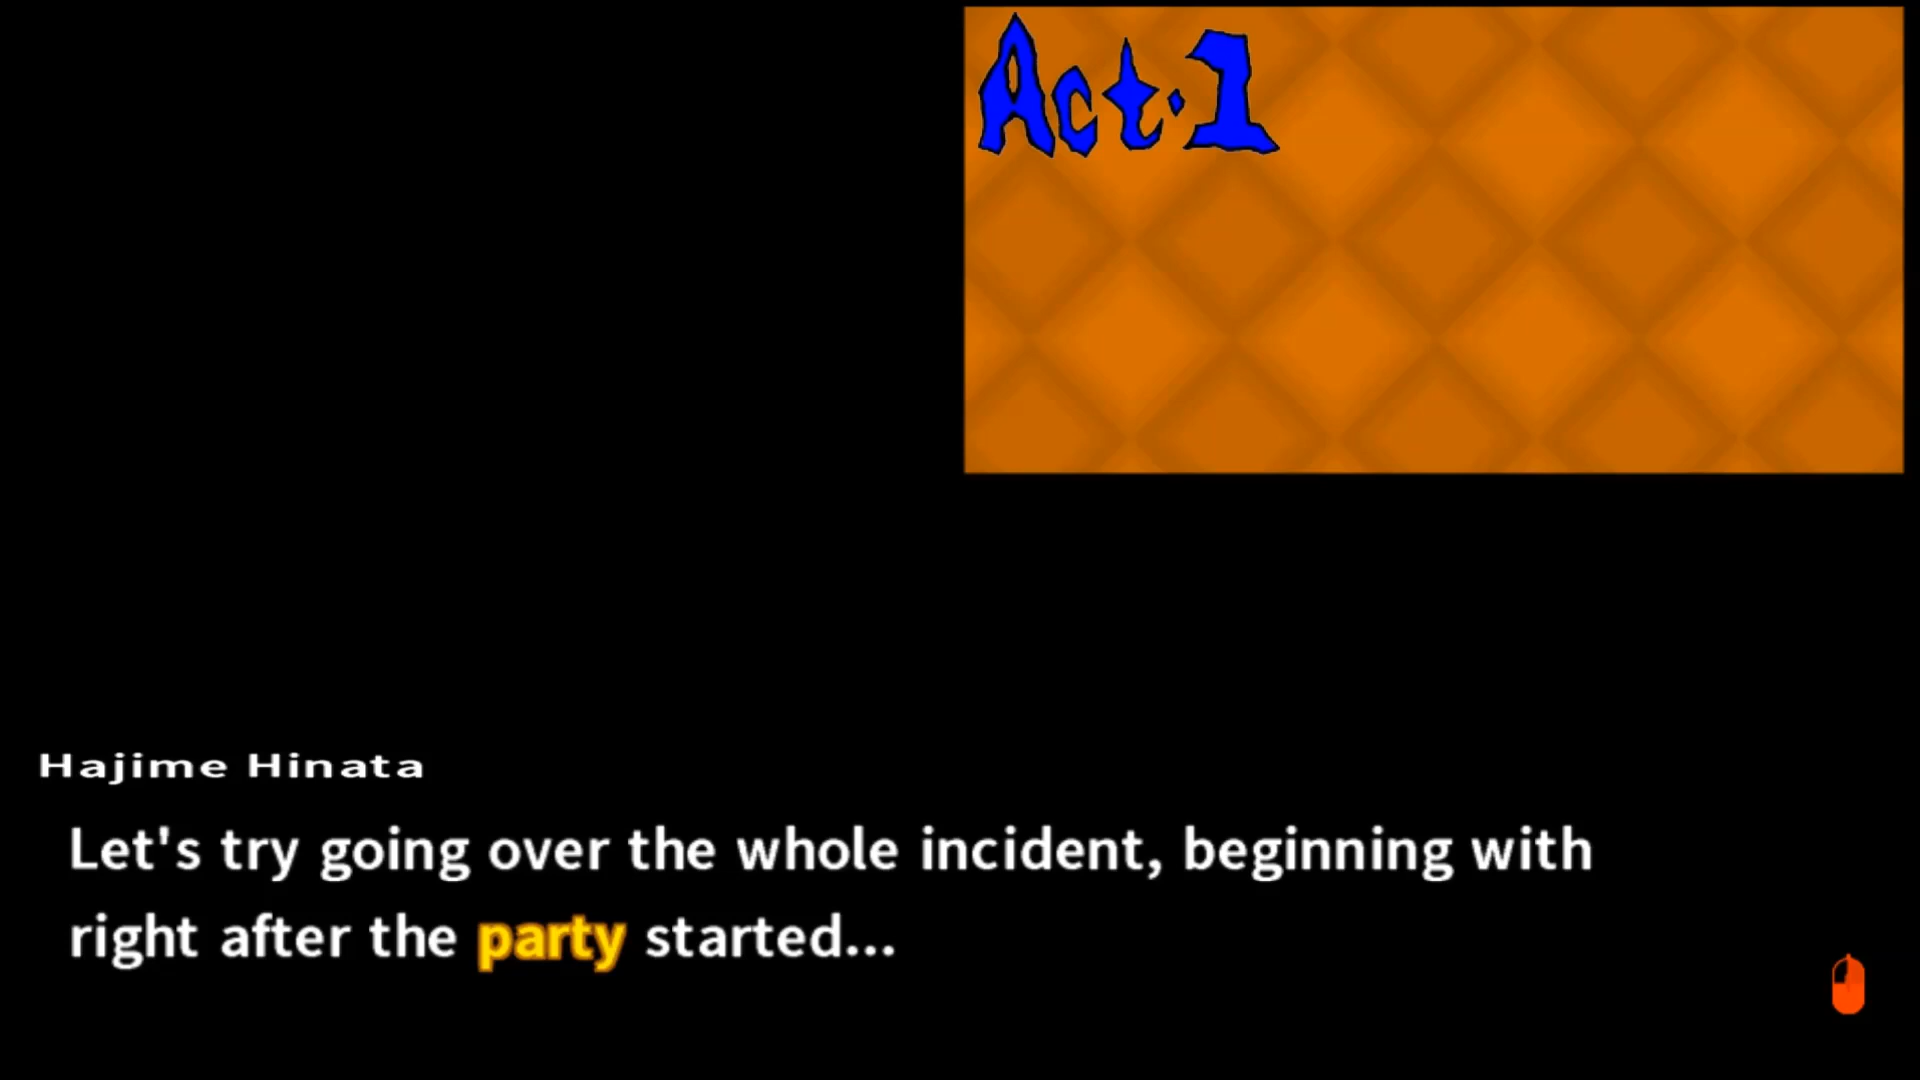 Act.1
Hajime Hinata
Let's try going over the whole incident, beginning with
right after the party started...